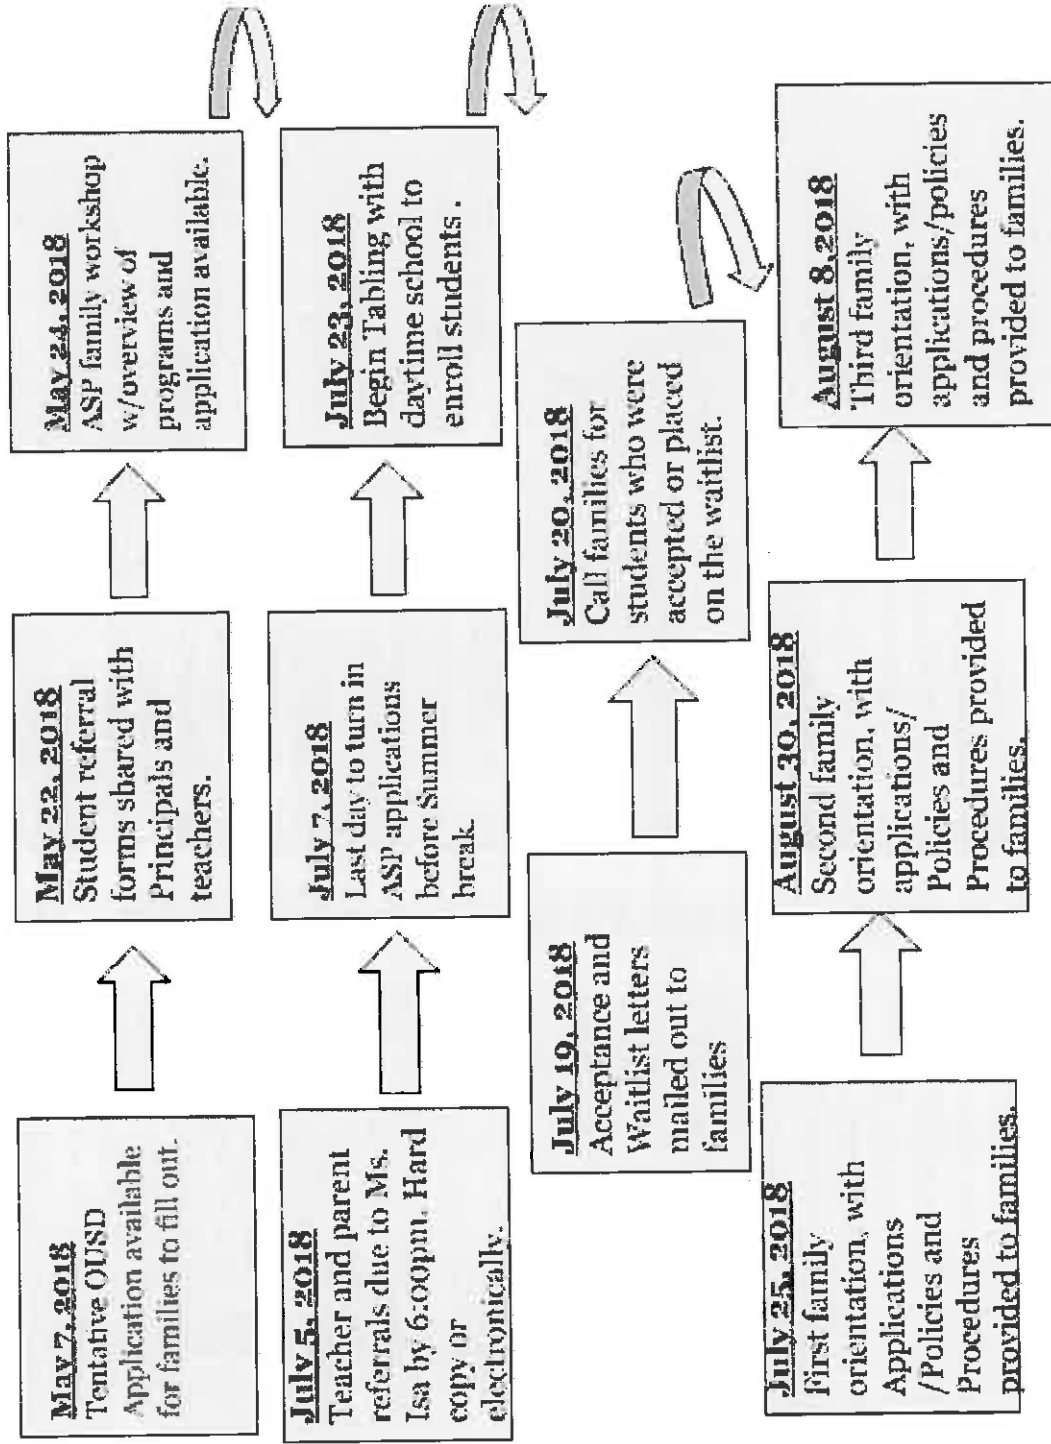 May 7, 2018
Tentative OUSD
Application available
for families to fill out.
May 22, 2018
Student referral
forms shared with
Principals and
teachers.
May 24, 2018
ASP family workshop
w/overview of
programs and
application available.
July 5, 2018
Teacher and parent
referrals due to Ms.
Isa by 6:00pm. Hard
copy or
electronically.
July 7, 2018
Last day to turn in
ASP applications
before Summer
break.
July 23, 2018
Begin Tabling with
daytime school to
enroll students.
July 19, 2018
Acceptance and
Waitlist letters
mailed out to
families
July 20, 2018
Call families for
students who were
accepted or placed
on the waitlist.
July 25, 2018
First family
orientation, with
Applications
/Policies and
Procedures
provided to families.
August 30, 2018
Second family
orientation, with
applications/
Policies and
Procedures provided
to families.
August 8,2018
Third family
orientation, with
applications/policies
and procedures
provided to families.